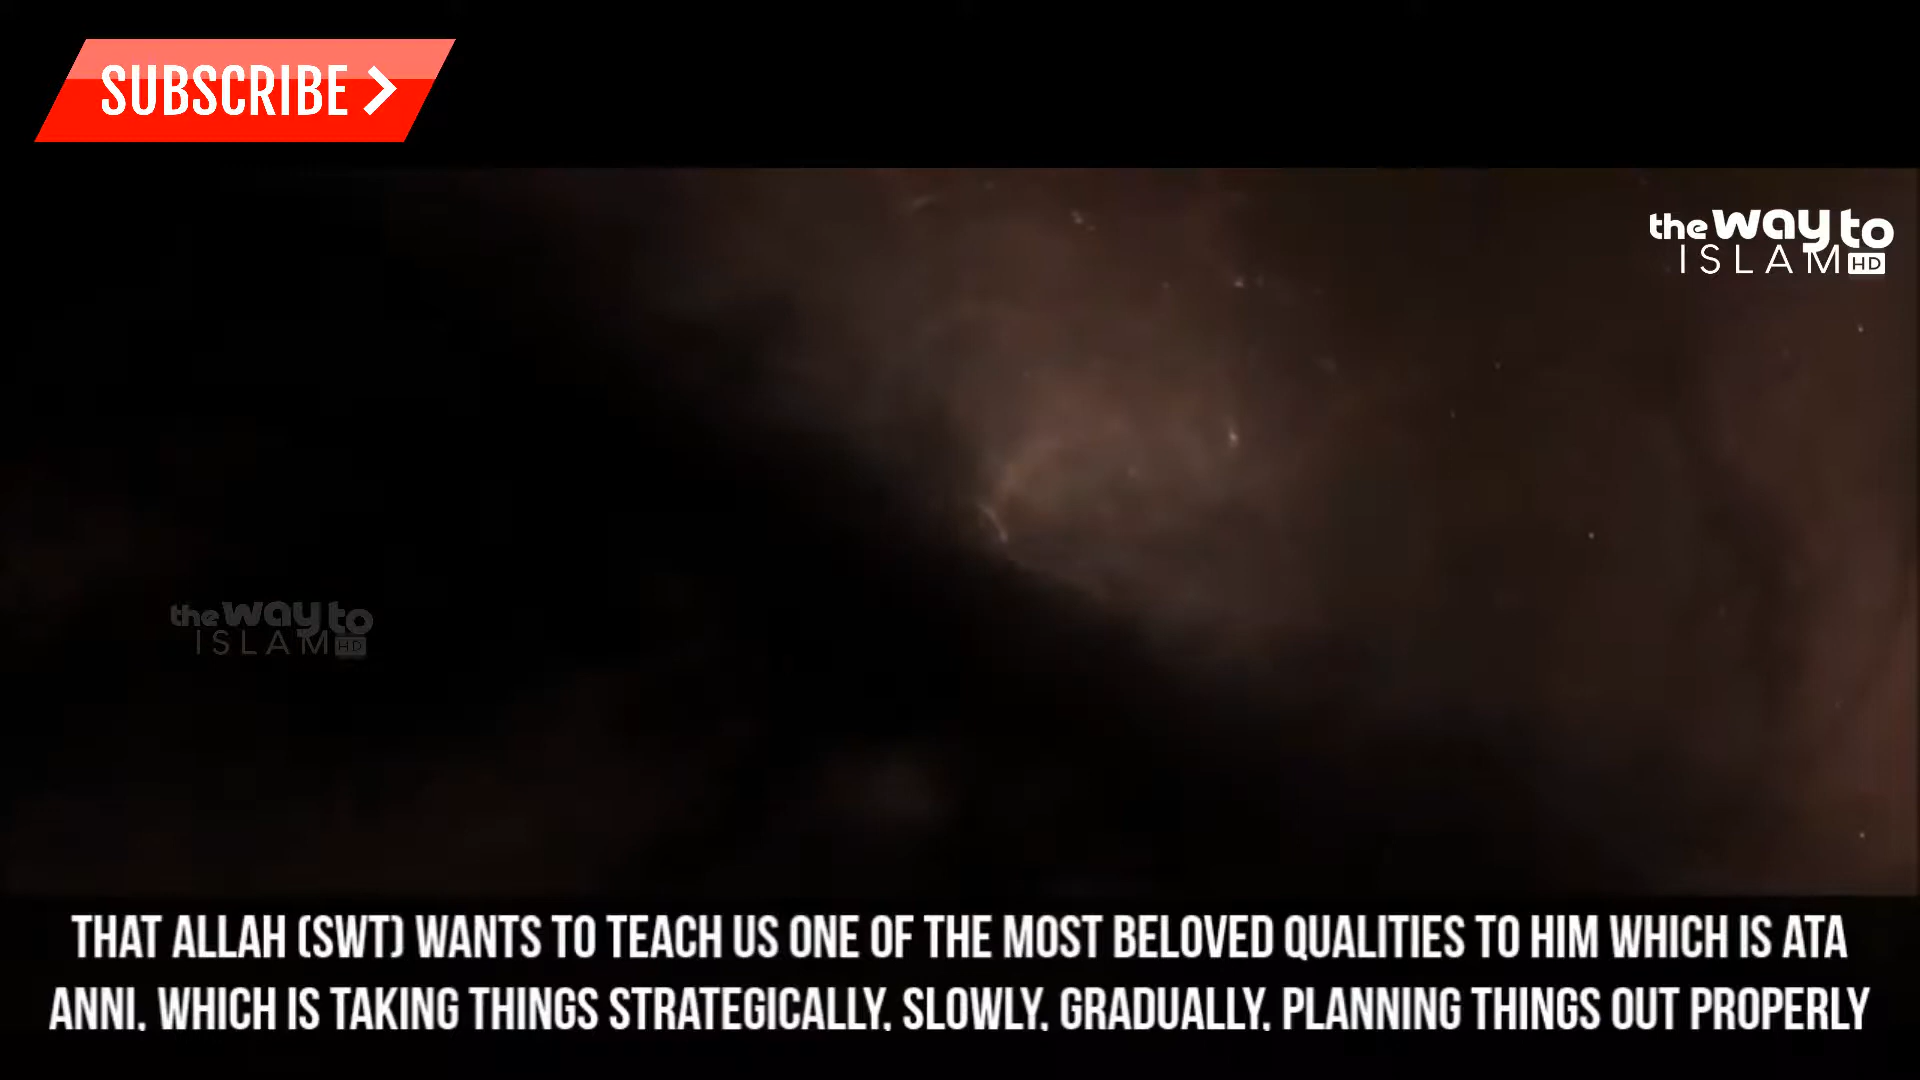 SUBSCRIBE
the way to
ISLAM HD
the way to
ISLAM HD
THAT ALLAH (SWT) WANTS TO TEACH US ONE OF THE MOST BELOVED QUALITIES TO HIM WHICH IS ATA
ANNI, WHICH IS TAKING THINGS STRATEGICALLY, SLOWLY, GRADUALLY, PLANNING THINGS OUT PROPERLY